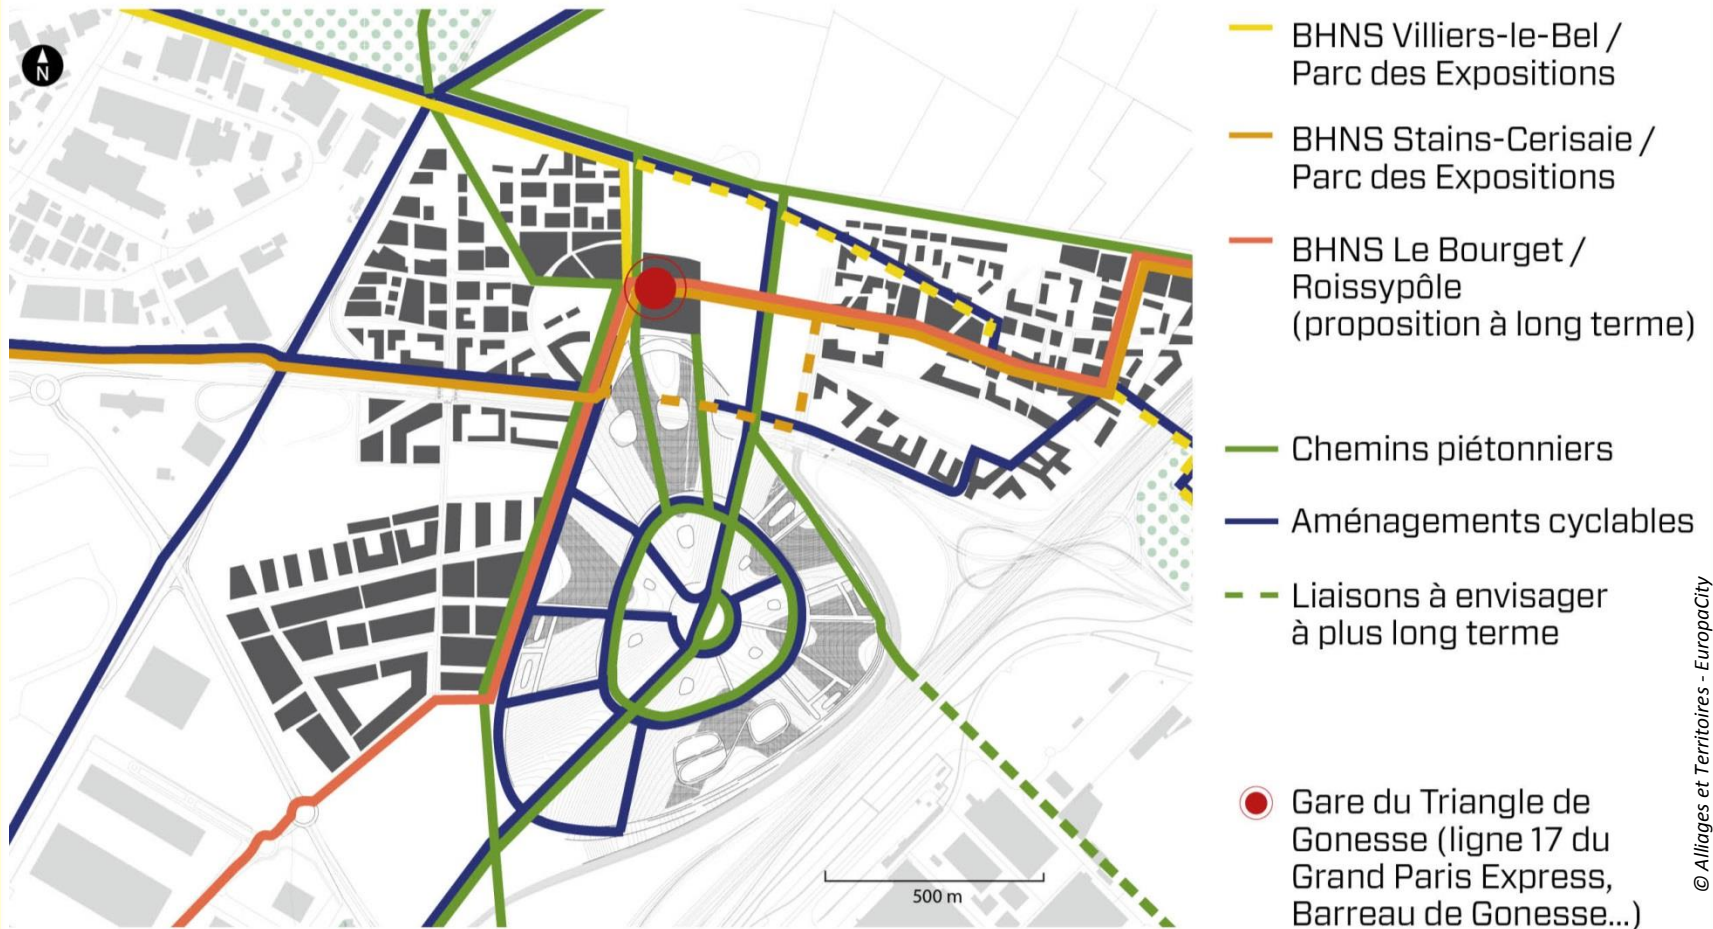 N
BHNS Villiers-le-Bel /
Parc des Expositions
BHNS Stains-Cerisaie /
Parc des Expositions
BHNS Le Bourget /
Roissypôle
(proposition à long terme)
Chemins piétonniers
Aménagements cyclables
Liaisons à envisager
à plus long terme
Gare du Triangle de
Gonesse (ligne 17 du
Grand Paris Express,
Barreau de Gonesse...)
500 m
© Alliages et Territoires - EuropaCity